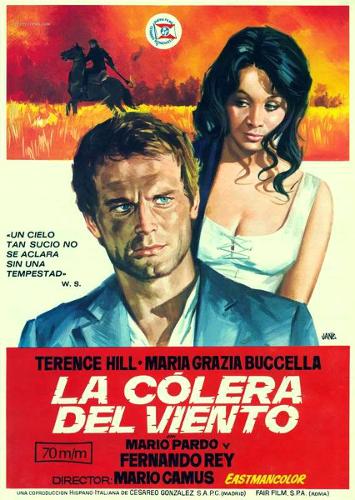 «UN CIELO
TAN SUCIO NO
SE ACLARA
SIN UNA
TEMPESTAD»
W. S.
JANO
TERENCE HILL · MARIA GRAZIA BUCCELLA
LA CÓLERA
DEL VIENTO
CON
MARIO PARDO Y
FERNANDO REY
70 m/m
DIRECTOR: MARIO CAMUS
EASTMANCOLOR
UNA COPRODUCCION HISPANO-ITALIANA DE CESAREO GONZALEZ S.A.P.C. (MADRID) FAIR FILM, S.P.A. (ROMA)